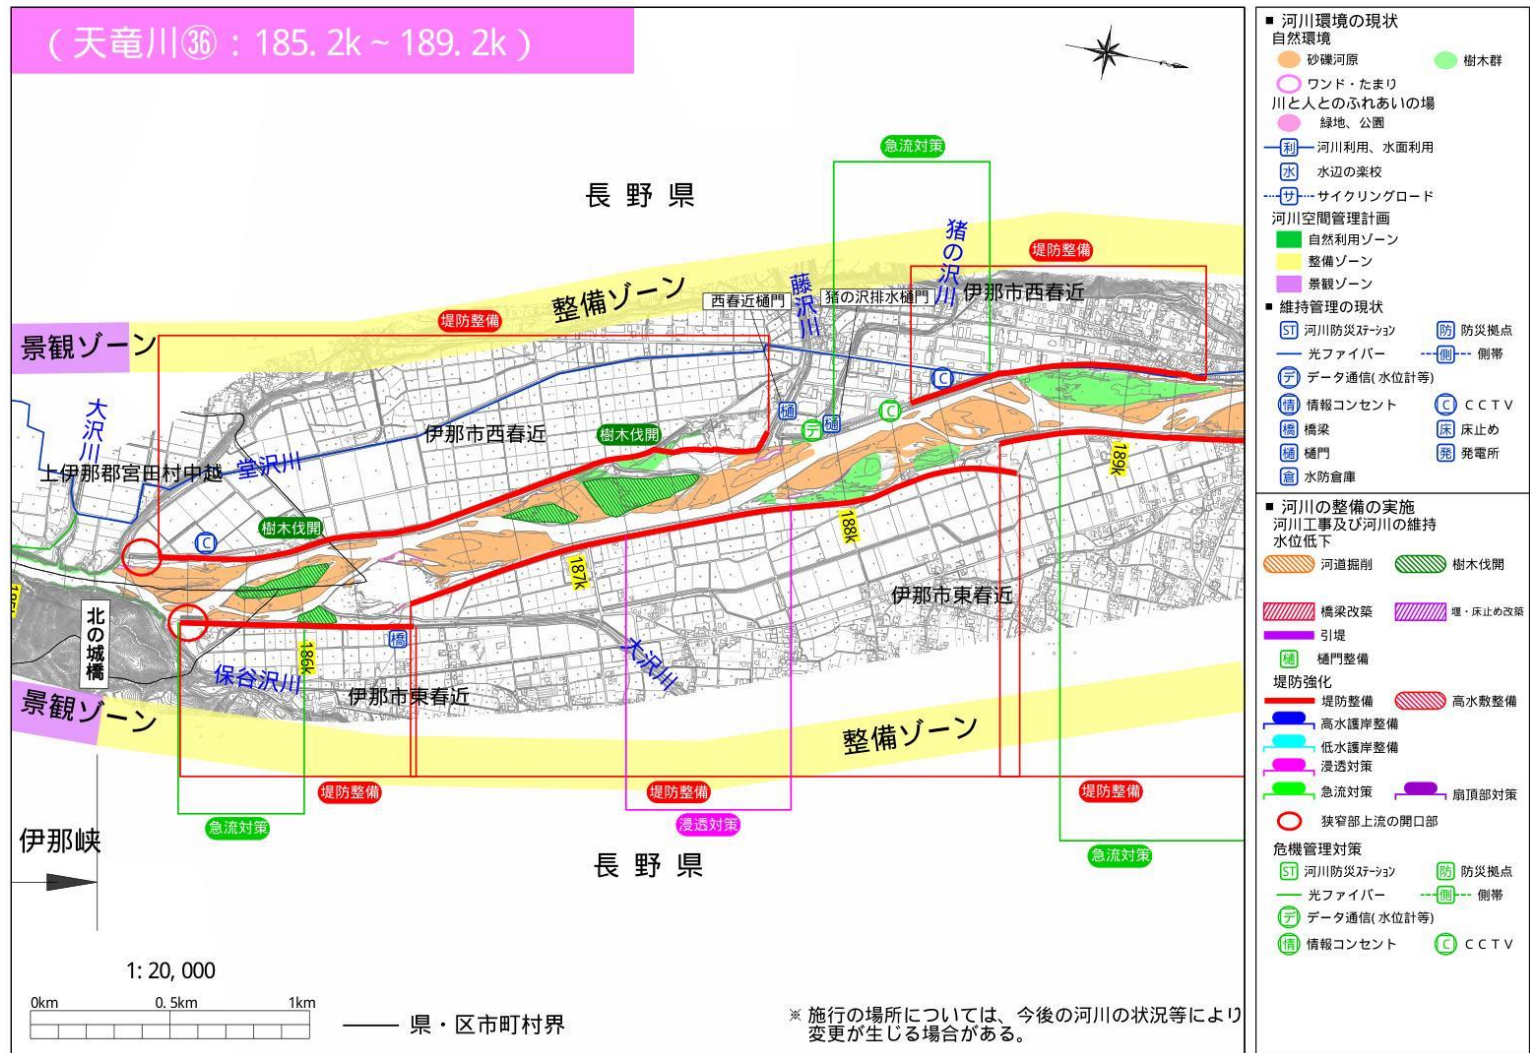 (天竜川㊱:185.2k~189.2k)
急流対策
長野県
猪の沢川
堤防整備
藤沢川
整備ゾーン
西春近樋門
猪の沢排水樋門
伊那市西春近
堤防整備
景観ゾーン
大沢川
伊那市西春近
樹木伐開
樋
樋
デ
C
C
上伊那郡宮田村中越
堂沢川
樹木伐開
C
189k
188k
187k
186k
北の城橋
橋
伊那市東春近
保谷沢川
大沢川
伊那市東春近
景観ゾーン
整備ゾーン
堤防整備
堤防整備
堤防整備
急流対策
浸透対策
急流対策
伊那峡
長野県
1:20,000
0km 0.5km 1km
県・区市町村界
※施行の場所については、今後の河川の状況等により
変更が生じる場合がある。
■ 河川環境の現状
自然環境
砂礫河原 樹木群
ワンド・たまり
川と人とのふれあいの場
緑地、公園
利 河川利用、水面利用
水 水辺の楽校
サ サイクリングロード
河川空間管理計画
自然利用ゾーン
整備ゾーン
景観ゾーン
■ 維持管理の現状
ST 河川防災ステーション 防 防災拠点
光ファイバー 側 側帯
デ データ通信(水位計等)
情 情報コンセント C CCTV
橋 橋梁 床 床止め
樋 樋門 発 発電所
倉 水防倉庫
■ 河川の整備の実施
河川工事及び河川の維持
水位低下
河道掘削 樹木伐開
橋梁改築 堰・床止め改築
引堤
樋 樋門整備
堤防強化
堤防整備 高水敷整備
高水護岸整備
低水護岸整備
浸透対策
急流対策 扇頂部対策
狭窄部上流の開口部
危機管理対策
ST 河川防災ステーション 防 防災拠点
光ファイバー 側 側帯
デ データ通信(水位計等)
情 情報コンセント C CCTV